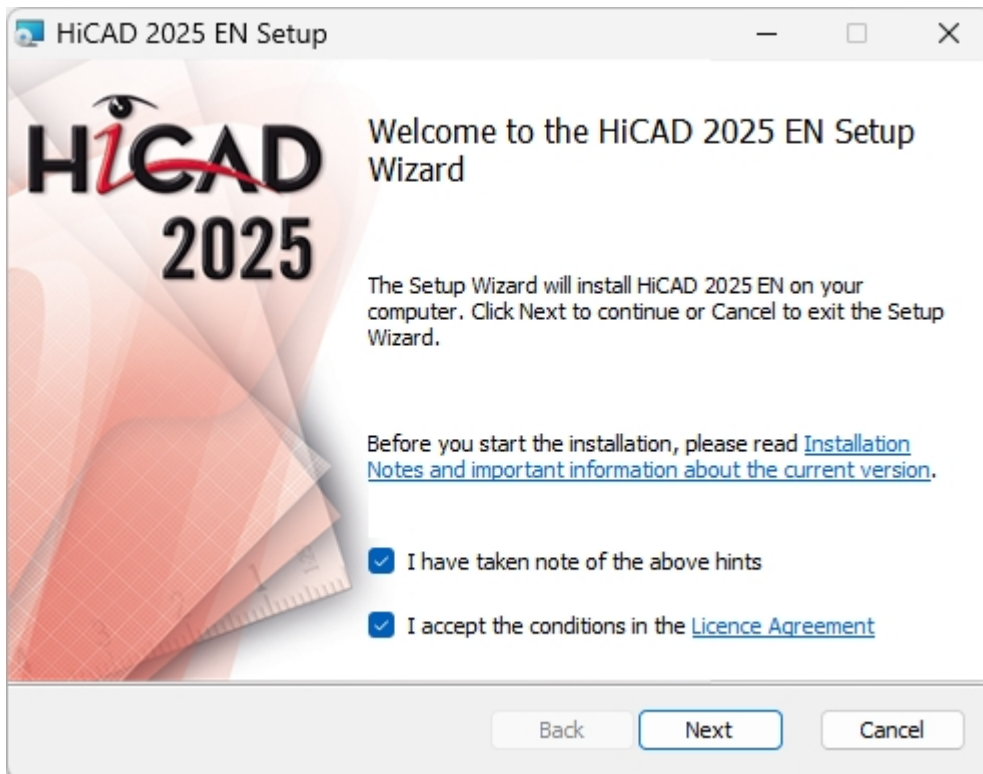 HiCAD 2025 EN Setup
HiCAD
2025
Welcome to the HiCAD 2025 EN Setup
Wizard
The Setup Wizard will install HiCAD 2025 EN on your
computer. Click Next to continue or Cancel to exit the Setup
Wizard.
Before you start the installation, please read Installation
Notes and important information about the current version.
I have taken note of the above hints
I accept the conditions in the Licence Agreement
Back
Next
Cancel